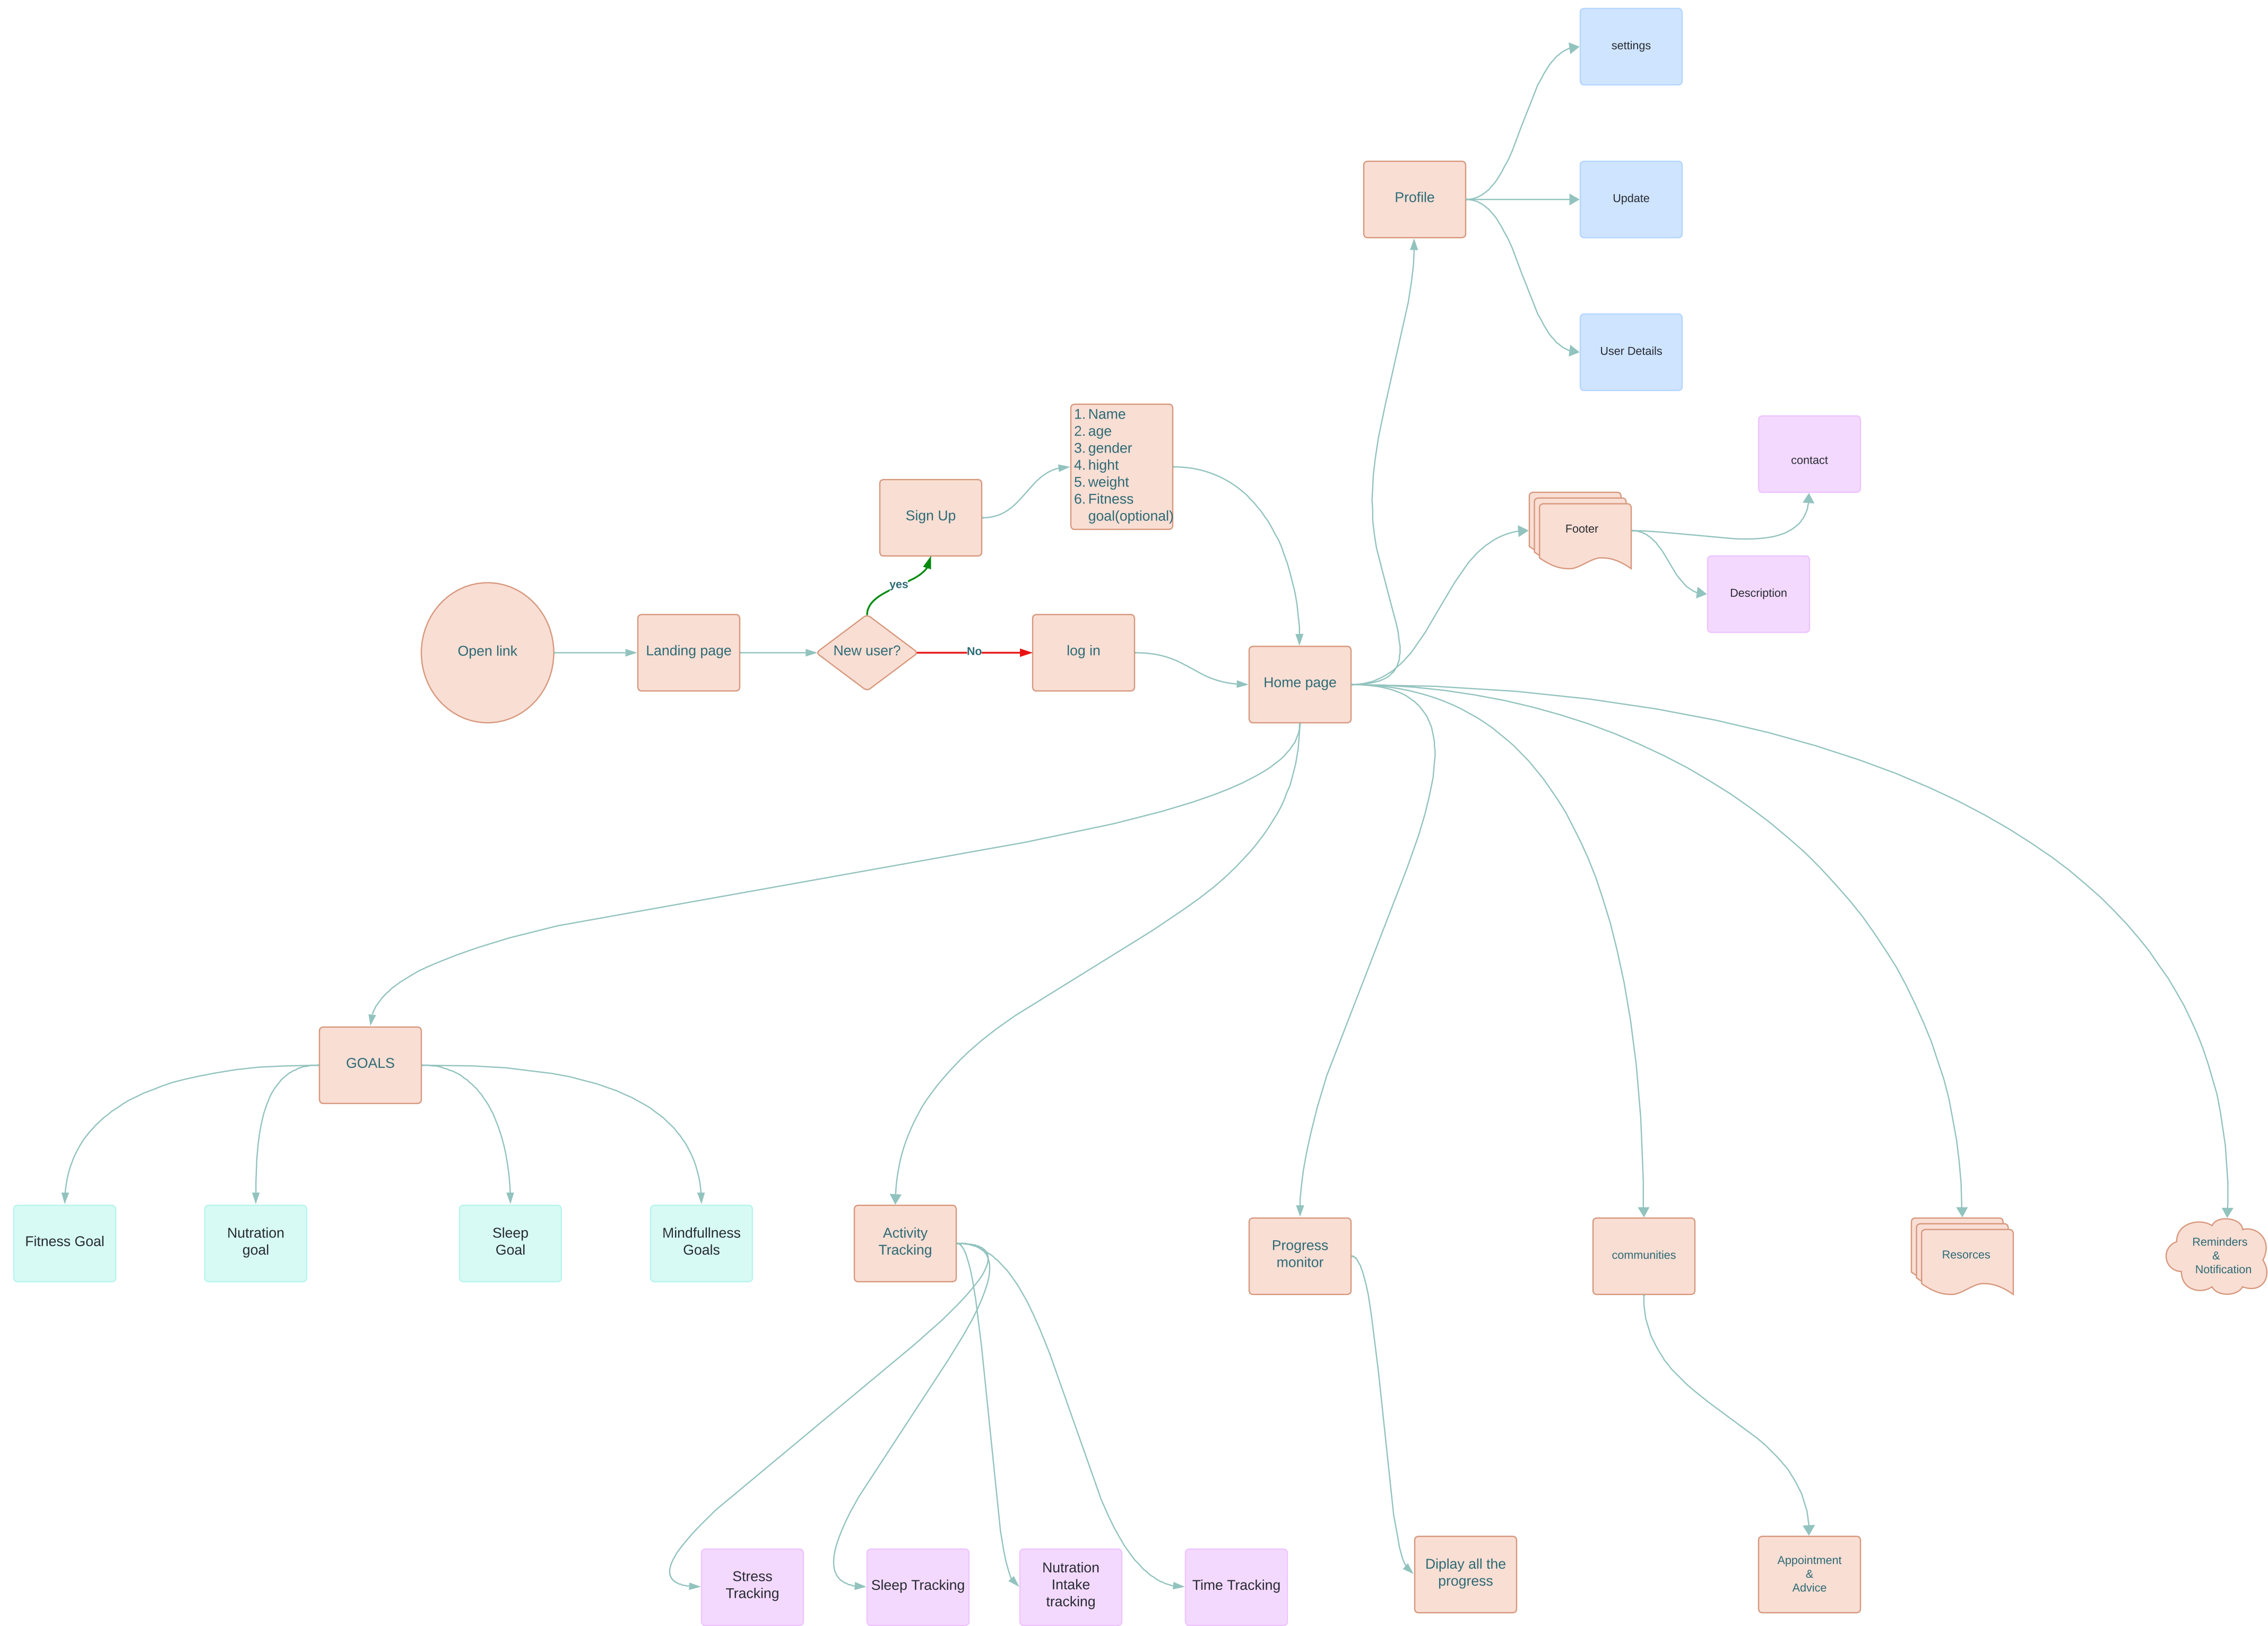 settings
Profile
Update
User Details
1. Name
2. age
3. gender
4. hight
5. weight
6. Fitness
goal(optional)
contact
Sign Up
Footer
yes
Description
Open link
Landing page
New user?
No
log in
Home page
GOALS
Fitness Goal
Nutration
goal
Sleep
Goal
Mindfullness
Goals
Activity
Tracking
Progress
monitor
communities
Resorces
Reminders
&
Notification
Stress
Tracking
Sleep Tracking
Nutration
Intake
tracking
Time Tracking
Diplay all the
progress
Appointment
&
Advice